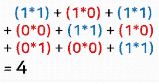 (1*1) + (1*0) + (1*1)
+ (0*0) + (1*1) + (1*0)
+ (0*1) + (0*0) + (1*1)
= 4